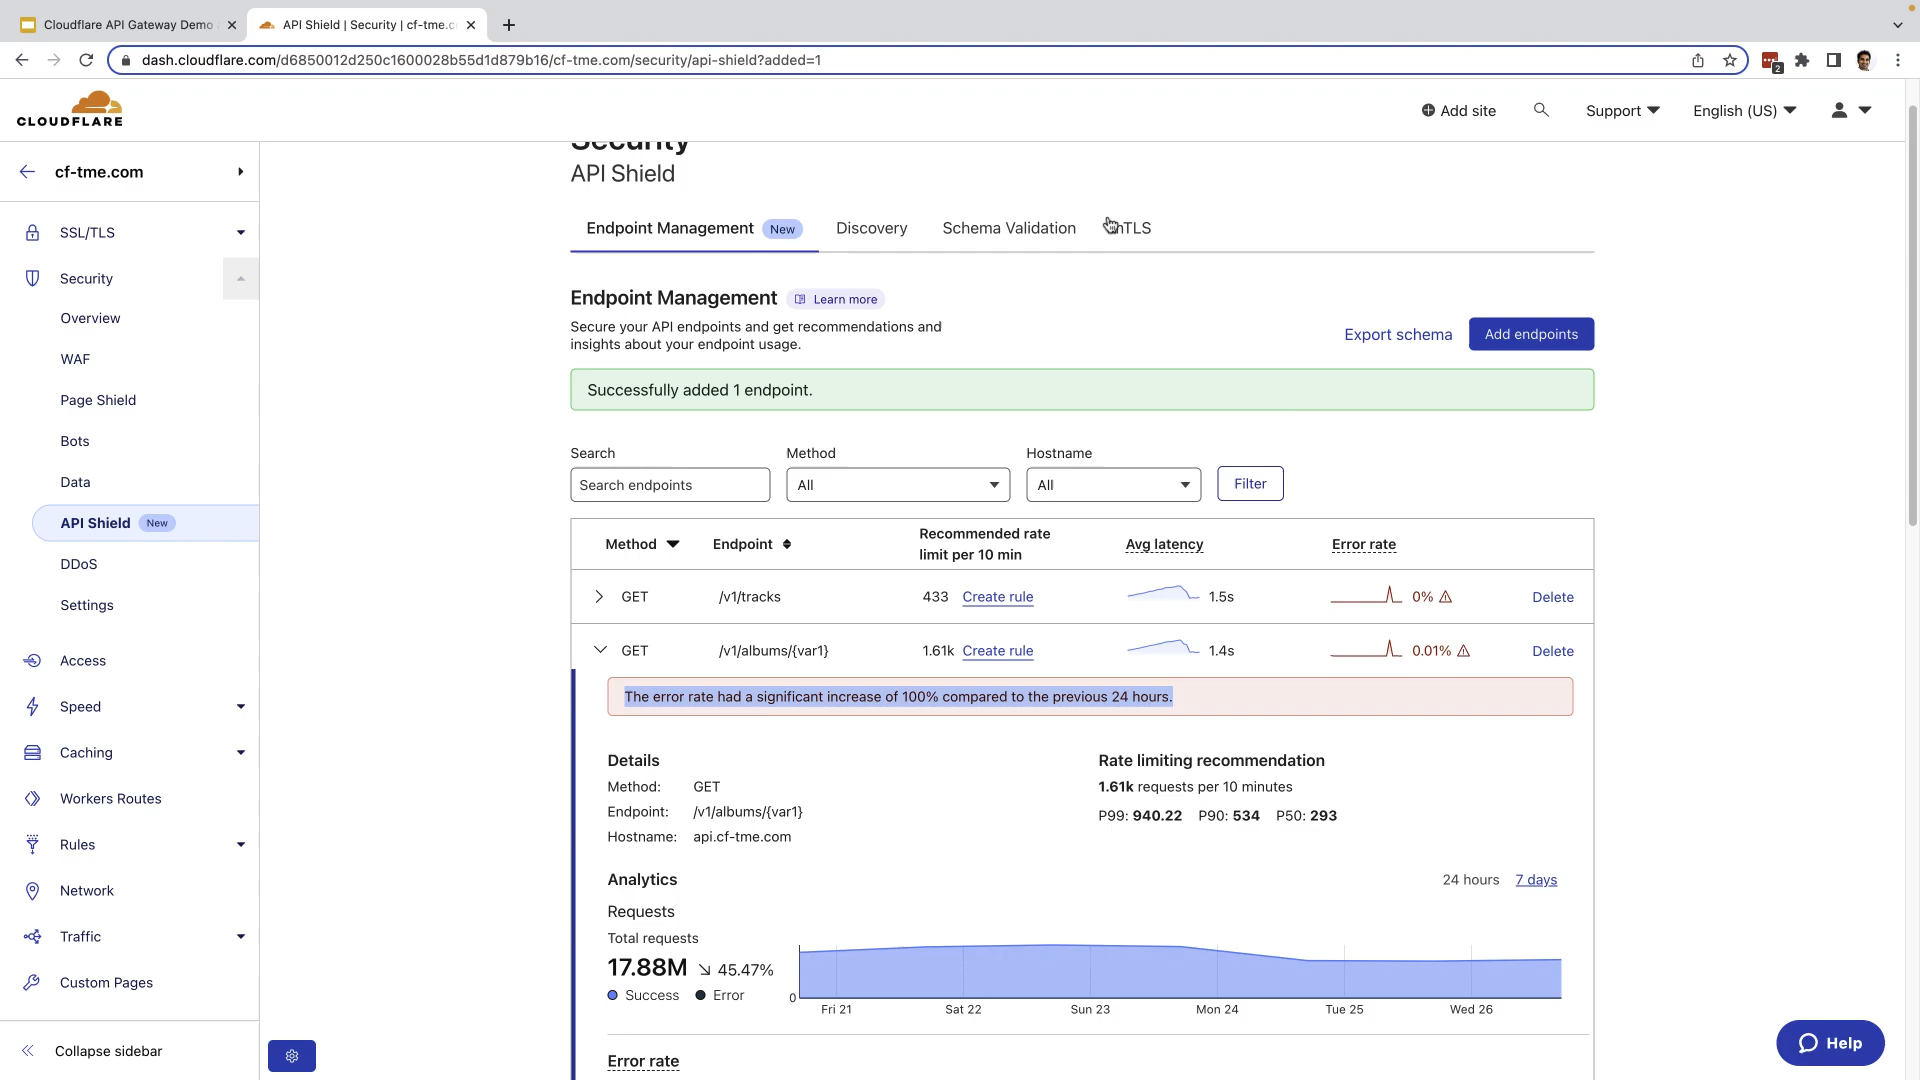 Cloudflare API Gateway Demo
API Shield | Security | cf-tme.c
dash.cloudflare.com/d6850012d250c1600028b55d1d879b16/cf-tme.com/security/api-shield?added=1
2
CLOUDFLARE
Add site
Support
English (US)
cf-tme.com
SSL/TLS
Security
Overview
WAF
Page Shield
Bots
Data
API Shield New
DDoS
Settings
Access
Speed
Caching
Workers Routes
Rules
Network
Traffic
Custom Pages
Collapse sidebar
Security
API Shield
Endpoint Management New
Discovery
Schema Validation
mTLS
Endpoint Management
Learn more
Secure your API endpoints and get recommendations and
insights about your endpoint usage.
Export schema
Add endpoints
Successfully added 1 endpoint.
Search
Method
Hostname
Search endpoints
All
All
Filter
Method
Endpoint
Recommended rate
limit per 10 min
Avg latency
Error rate
GET /v1/tracks 433 Create rule 1.5s 0% Delete
GET /v1/albums/{var1} 1.61k Create rule 1.4s 0.01% Delete
The error rate had a significant increase of 100% compared to the previous 24 hours.
Details
Method: GET
Endpoint: /v1/albums/{var1}
Hostname: api.cf-tme.com
Rate limiting recommendation
1.61k requests per 10 minutes
P99: 940.22 P90: 534 P50: 293
Analytics
24 hours 7 days
Requests
Total requests
17.88M 45.47%
Success Error
0
Fri 21 Sat 22 Sun 23 Mon 24 Tue 25 Wed 26
Error rate
Help